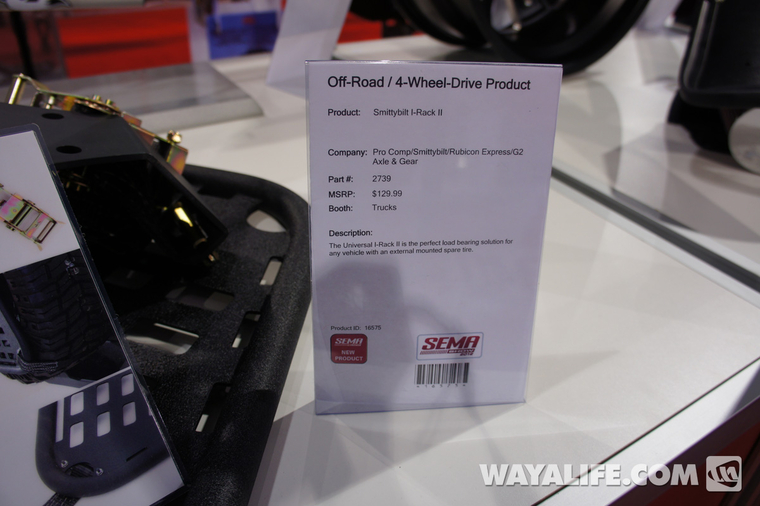 Off-Road / 4-Wheel-Drive Product
Product: Smittybilt I-Rack II
Company: Pro Comp/Smittybilt/Rubicon Express/G2
Axle & Gear
Part #: 2739
MSRP: $129.99
Booth: Trucks
Description:
The Universal I-Rack II is the perfect load bearing solution for
any vehicle with an external mounted spare tire.
Product ID: 16578
SEMA
NEW
PRODUCT
SEMA
WAYALIFE.COM